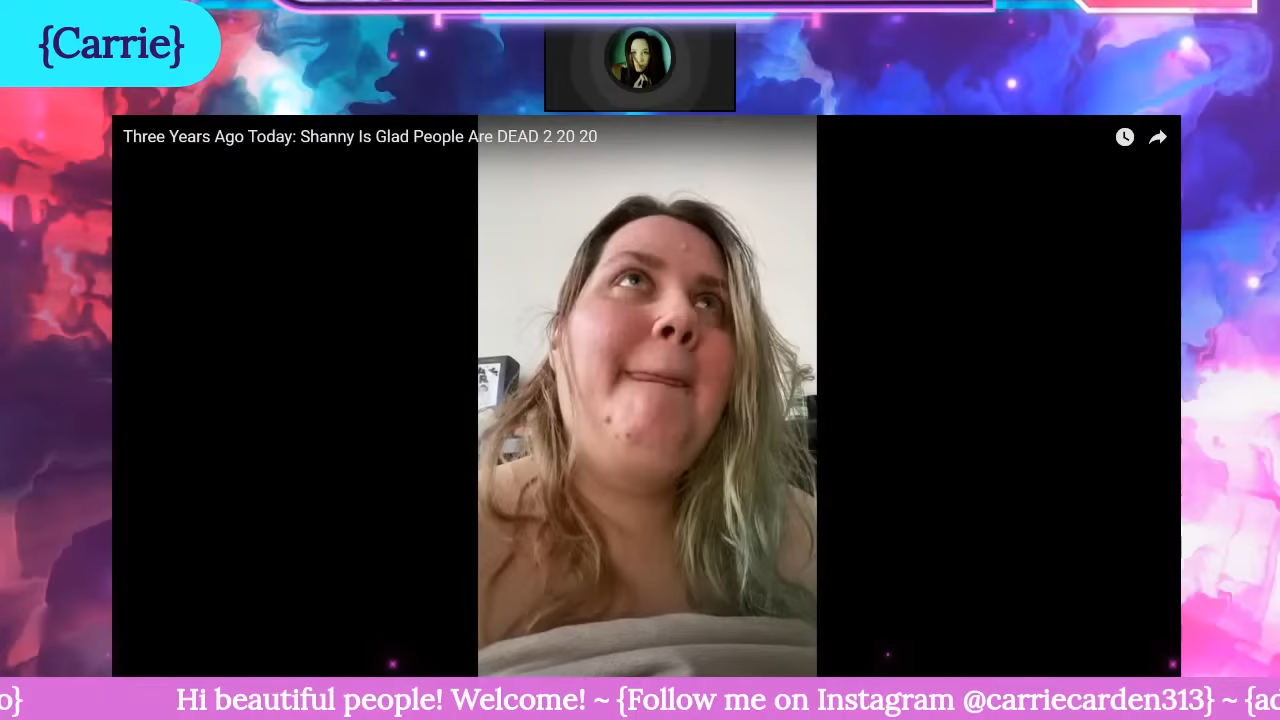 {Carrie}
Three Years Ago Today: Shanny Is Glad People Are DEAD 2 20 20
o} Hi beautiful people! Welcome! ~ {Follow me on Instagram @carriecarden313} ~ {ad